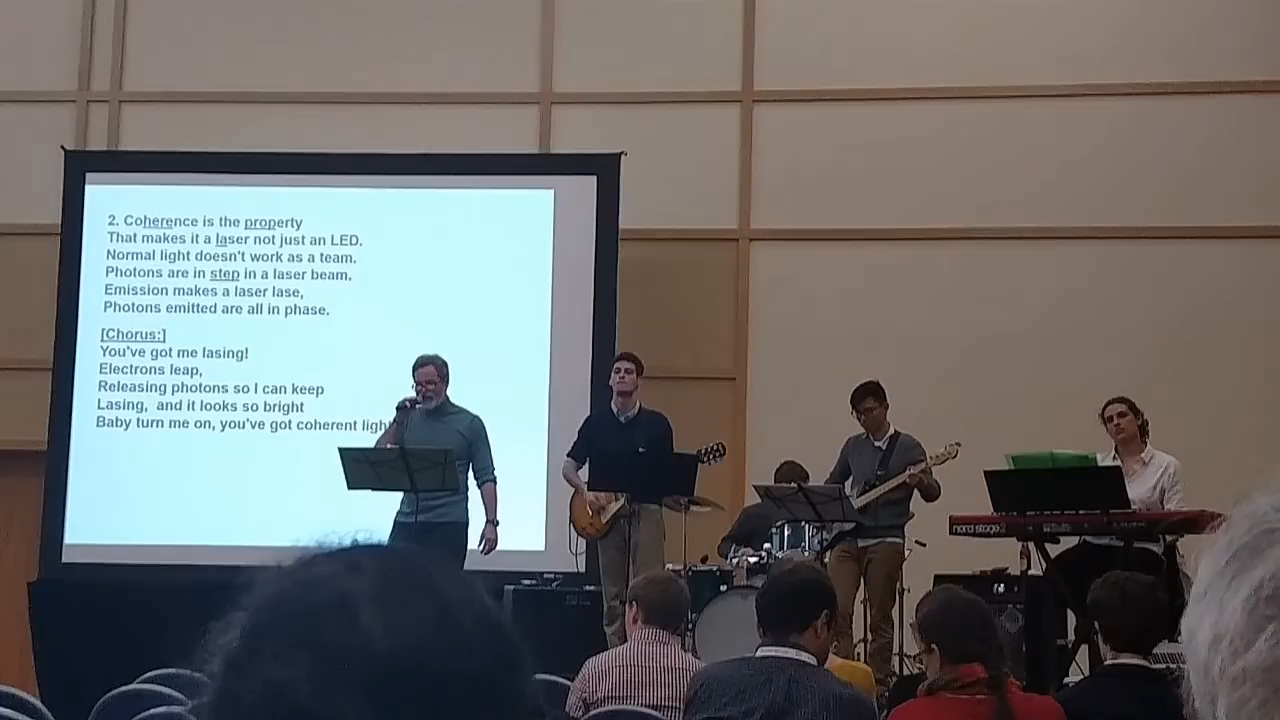 2. Coherence is the property
That makes it a laser not just an LED.
Normal light doesn't work as a team.
Photons are in step in a laser beam.
Emission makes a laser lase,
Photons emitted are all in phase.
[Chorus:]
You've got me lasing!
Electrons leap,
Releasing photons so I can keep
Lasing, and it looks so bright
Baby turn me on, you've got coherent light
nord stage 2